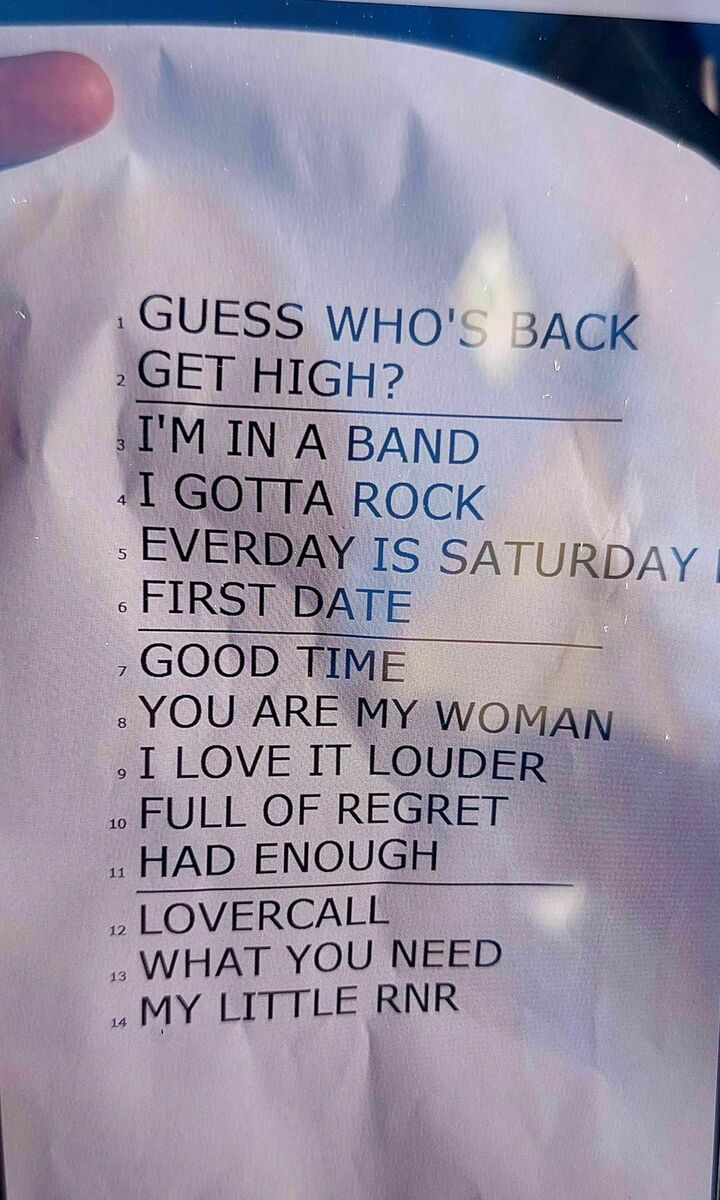 1 GUESS WHO'S BACK
2 GET HIGH?
3 I'M IN A BAND
4 I GOTTA ROCK
5 EVERDAY IS SATURDAY
6 FIRST DATE
7 GOOD TIME
8 YOU ARE MY WOMAN
9 I LOVE IT LOUDER
10 FULL OF REGRET
11 HAD ENOUGH
12 LOVERCALL
13 WHAT YOU NEED
14 MY LITTLE RNR